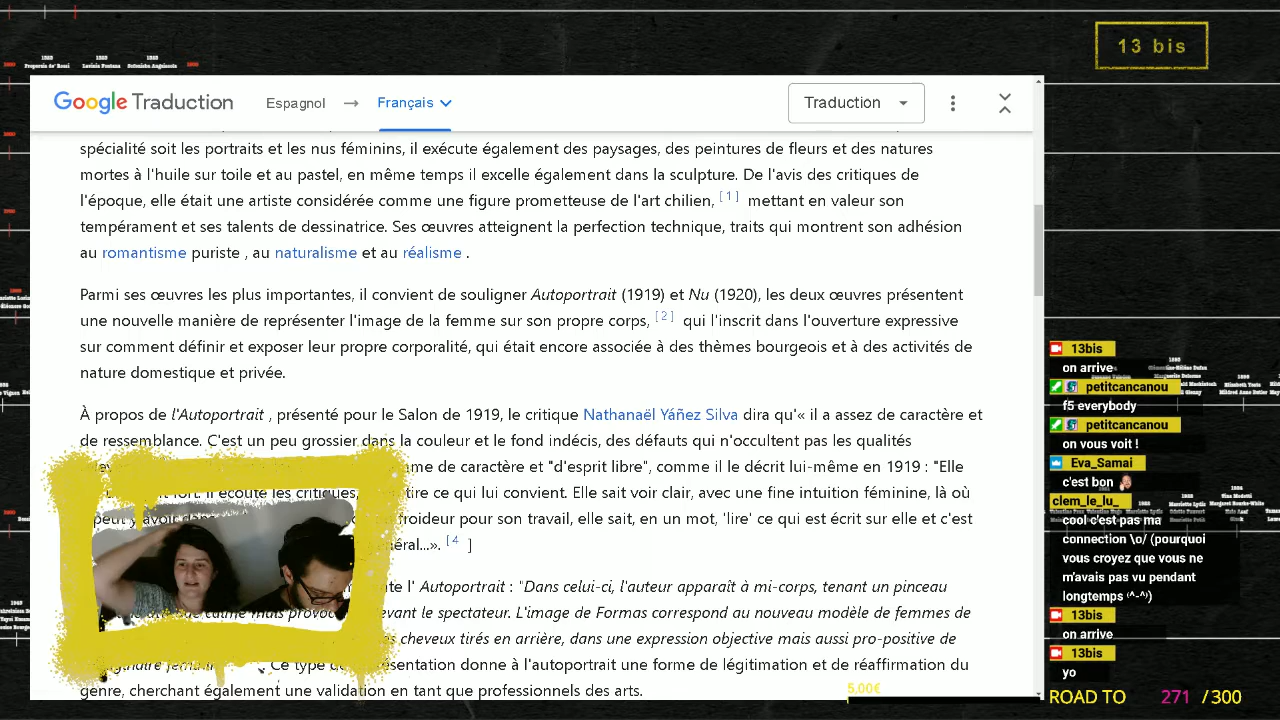 13 bis
1525
Properzia de' Rossi
1552
Lavinia Fontana
1535
Sofonisba Anguissola
Google Traduction
Espagnol → Français
Traduction
spécialité soit les portraits et les nus féminins, il exécute également des paysages, des peintures de fleurs et des natures
mortes à l'huile sur toile et au pastel, en même temps il excelle également dans la sculpture. De l'avis des critiques de
l'époque, elle était une artiste considérée comme une figure prometteuse de l'art chilien, [1] mettant en valeur son
tempérament et ses talents de dessinatrice. Ses œuvres atteignent la perfection technique, traits qui montrent son adhésion
au romantisme puriste , au naturalisme et au réalisme .
Parmi ses œuvres les plus importantes, il convient de souligner Autoportrait (1919) et Nu (1920), les deux œuvres présentent
une nouvelle manière de représenter l'image de la femme sur son propre corps, [2] qui l'inscrit dans l'ouverture expressive
sur comment définir et exposer leur propre corporalité, qui était encore associée à des thèmes bourgeois et à des activités de
nature domestique et privée.
À propos de l'Autoportrait , présenté pour le Salon de 1919, le critique Nathanaël Yáñez Silva dira qu'« il a assez de caractère et
de ressemblance. C'est un peu grossier dans la couleur et le fond indécis, des défauts qui n'occultent pas les qualités
de caractère et "d'esprit libre", comme il le décrit lui-même en 1919 : "Elle
fort, il écoute les critiques, ce qui lui convient. Elle sait voir clair, avec une fine intuition féminine, là où
froideur pour son travail, elle sait, en un mot, 'lire' ce qui est écrit sur elle et c'est
[4 ]
l' Autoportrait : "Dans celui-ci, l'auteur apparaît à mi-corps, tenant un pinceau
calme mais devant le spectateur. L'image de Formas correspond au nouveau modèle de femmes de
cheveux tirés en arrière, dans une expression objective mais aussi pro-positive de
Ce type de donne à l'autoportrait une forme de légitimation et de réaffirmation du
genre, cherchant également une validation en tant que professionnels des arts.
13bis
on arrive
petitcancanou
f5 everybody
petitcancanou
on vous voit !
Eva_Samai
c'est bon
clem_le_lu_
cool c'est pas ma
connection \o/ (pourquoi
vous croyez que vous ne
m'avais pas vu pendant
longtemps (^-^))
13bis
on arrive
13bis
yo
5,00€
ROAD TO 271 / 300